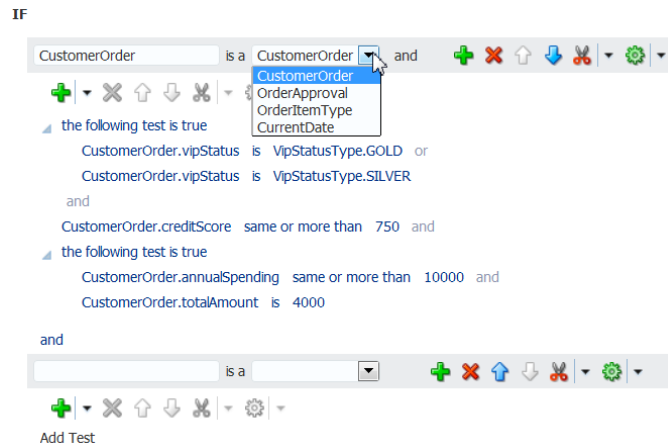 IF
CustomerOrder is a CustomerOrder and
CustomerOrder
OrderApproval
OrderItemType
CurrentDate
the following test is true
CustomerOrder.vipStatus is VipStatusType.GOLD or
CustomerOrder.vipStatus is VipStatusType.SILVER
and
CustomerOrder.creditScore same or more than 750 and
the following test is true
CustomerOrder.annualSpending same or more than 10000 and
CustomerOrder.totalAmount is 4000
and
is a
Add Test